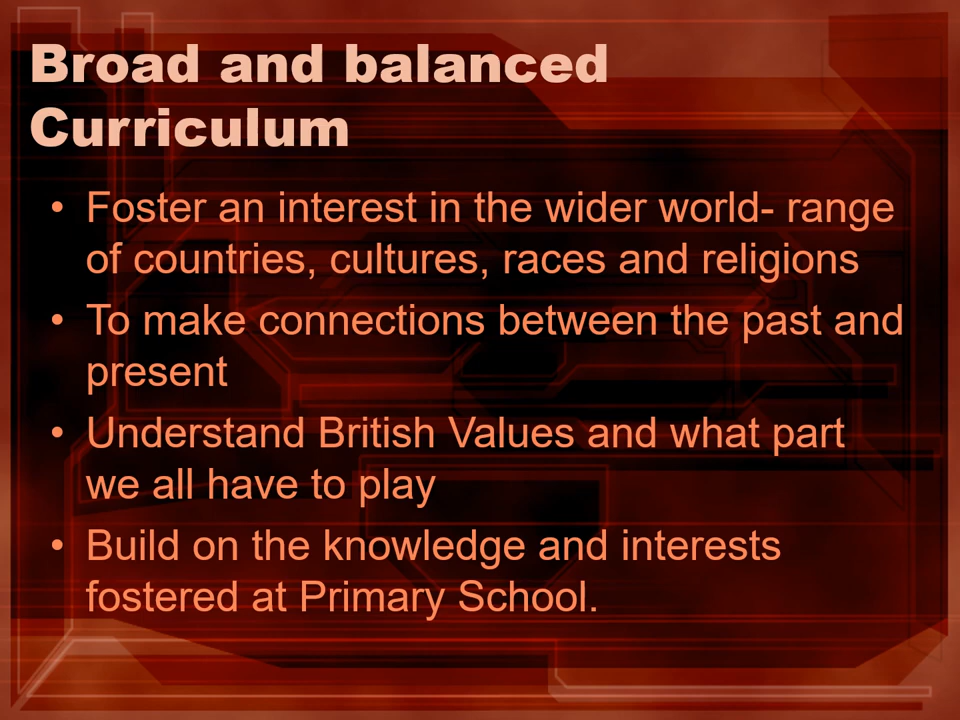 Broad and balanced
Curriculum
• Foster an interest in the wider world- range
of countries, cultures, races and religions
• To make connections between the past and
present
• Understand British Values and what part
we all have to play
• Build on the knowledge and interests
fostered at Primary School.